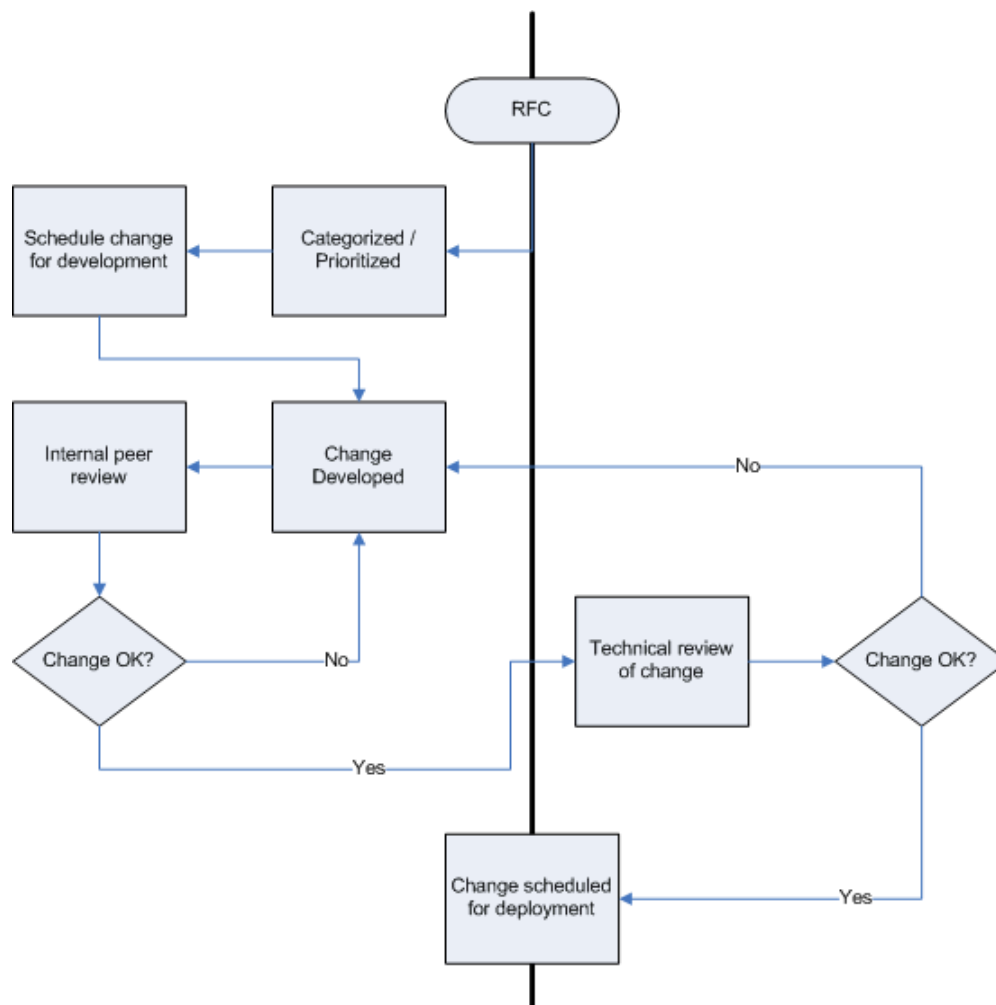 RFC
Schedule change
for development
Categorized /
Prioritized
Internal peer
review
Change
Developed
No
Change OK?
No
Technical review
of change
Change OK?
Yes
Change scheduled
for deployment
Yes